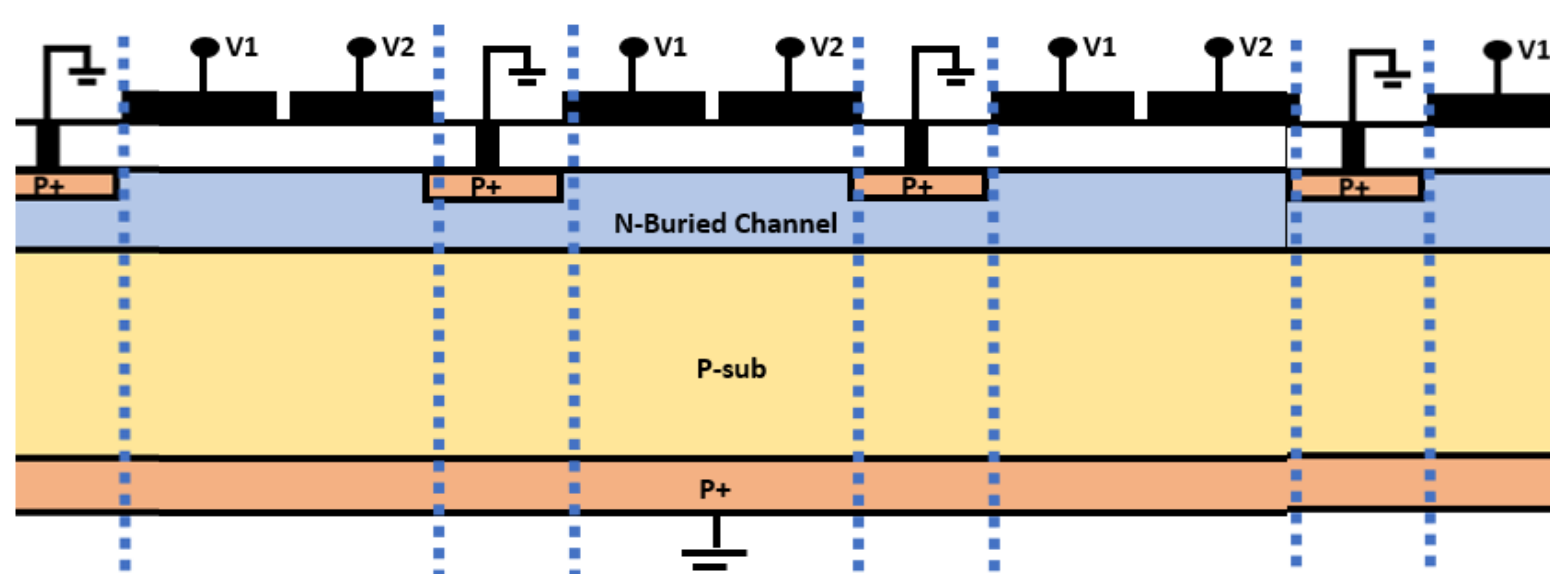 V1 V2 V1 V2 V1 V2 V1
P+ P+ P+ P+
N-Buried Channel
P-sub
P+